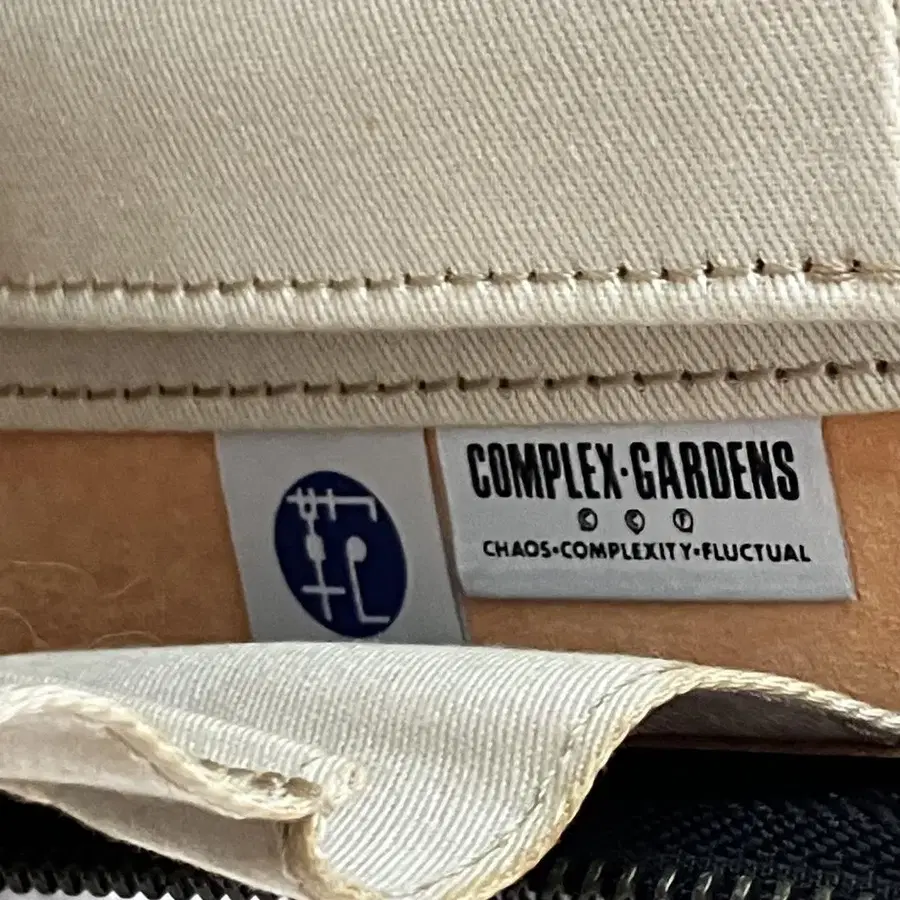 COMPLEX·GARDENS
Ⓒ Ⓒ Ⓕ
CHAOS·COMPLEXITY·FLUCTUAL